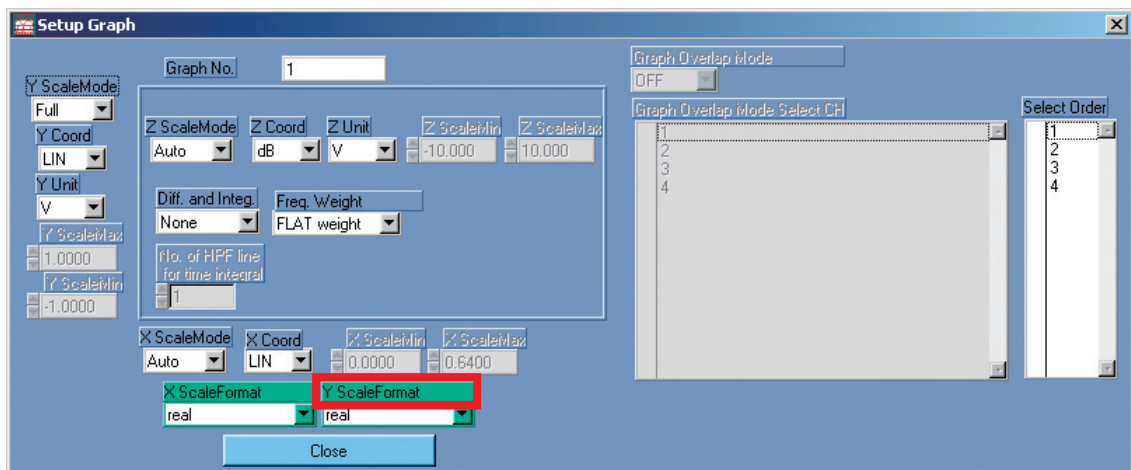 Setup Graph
Graph No.
1
Y ScaleMode
Full
Y Coord
LIN
Y Unit
V
Y ScaleMax
1.0000
Y ScaleMin
-1.0000
Z ScaleMode
Auto
Z Coord
dB
Z Unit
V
Z ScaleMin
-10.000
Z ScaleMax
10.000
Diff. and Integ.
None
Freq. Weight
FLAT weight
No. of HPF line
for time integral
1
X ScaleMode
Auto
X Coord
LIN
X ScaleMin
0.0000
X ScaleMax
0.6400
X ScaleFormat
real
Y ScaleFormat
real
Close
Graph Overlap Mode
OFF
Graph Overlap Mode Select CH
1
2
3
4
Select Order
1
2
3
4